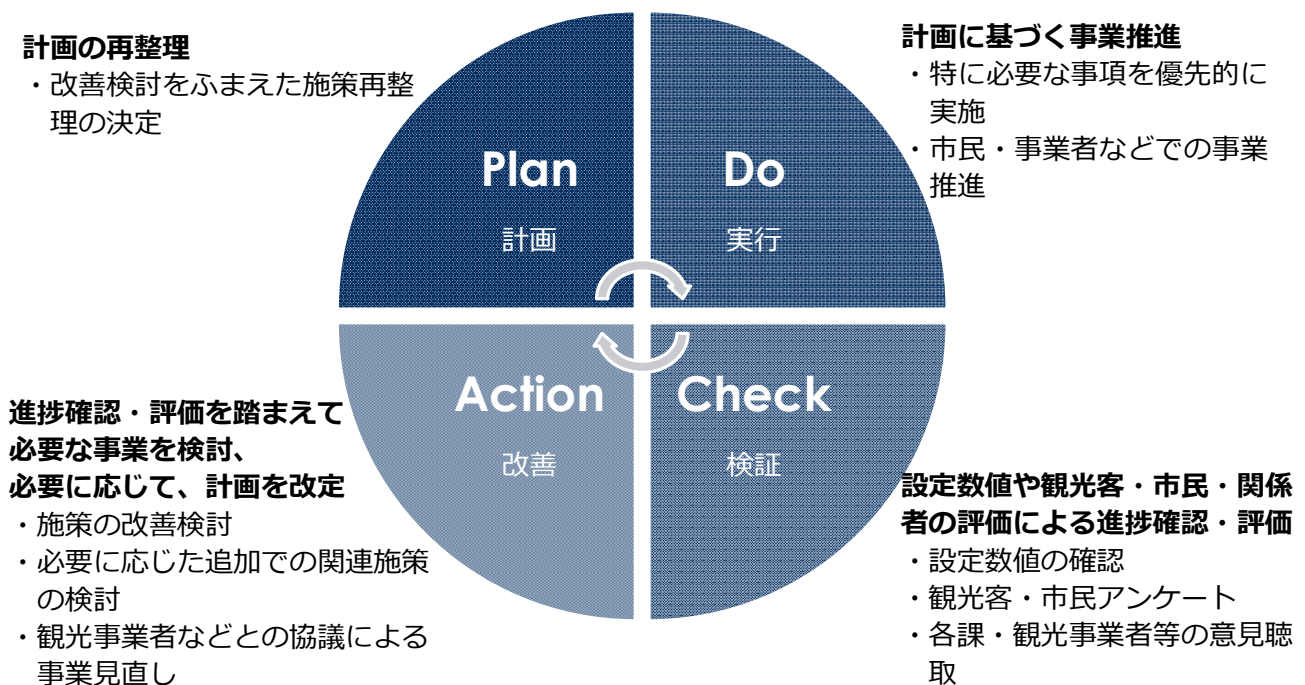 計画の再整理
・改善検討をふまえた施策再整
理の決定
Plan
計画
計画に基づく事業推進
・特に必要な事項を優先的に
実施
・市民・事業者などでの事業
推進
Do
実行
進捗確認・評価を踏まえて
必要な事業を検討、
必要に応じて、計画を改定
・施策の改善検討
・必要に応じた追加での関連施策
の検討
・観光事業者などとの協議による
事業見直し
Action
改善
Check
検証
設定数値や観光客・市民・関係
者の評価による進捗確認・評価
・設定数値の確認
・観光客・市民アンケート
・各課・観光事業者等の意見聴
取